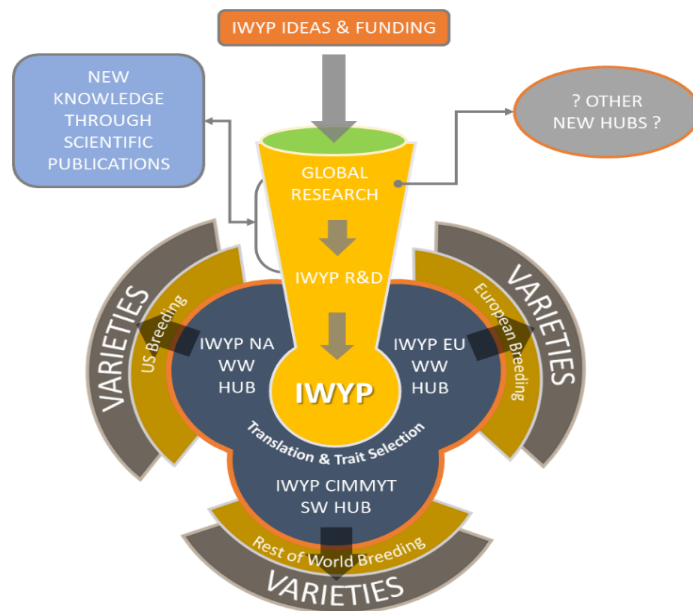 IWYP IDEAS & FUNDING
NEW
KNOWLEDGE
THROUGH
SCIENTIFIC
PUBLICATIONS
? OTHER
NEW HUBS ?
GLOBAL
RESEARCH
IWYP R&D
VARIETIES
US Breeding
IWYP NA
WW
HUB
IWYP
IWYP EU
WW
HUB
European Breeding
VARIETIES
Translation & Trait Selection
IWYP CIMMYT
SW HUB
Rest of World Breeding
VARIETIES